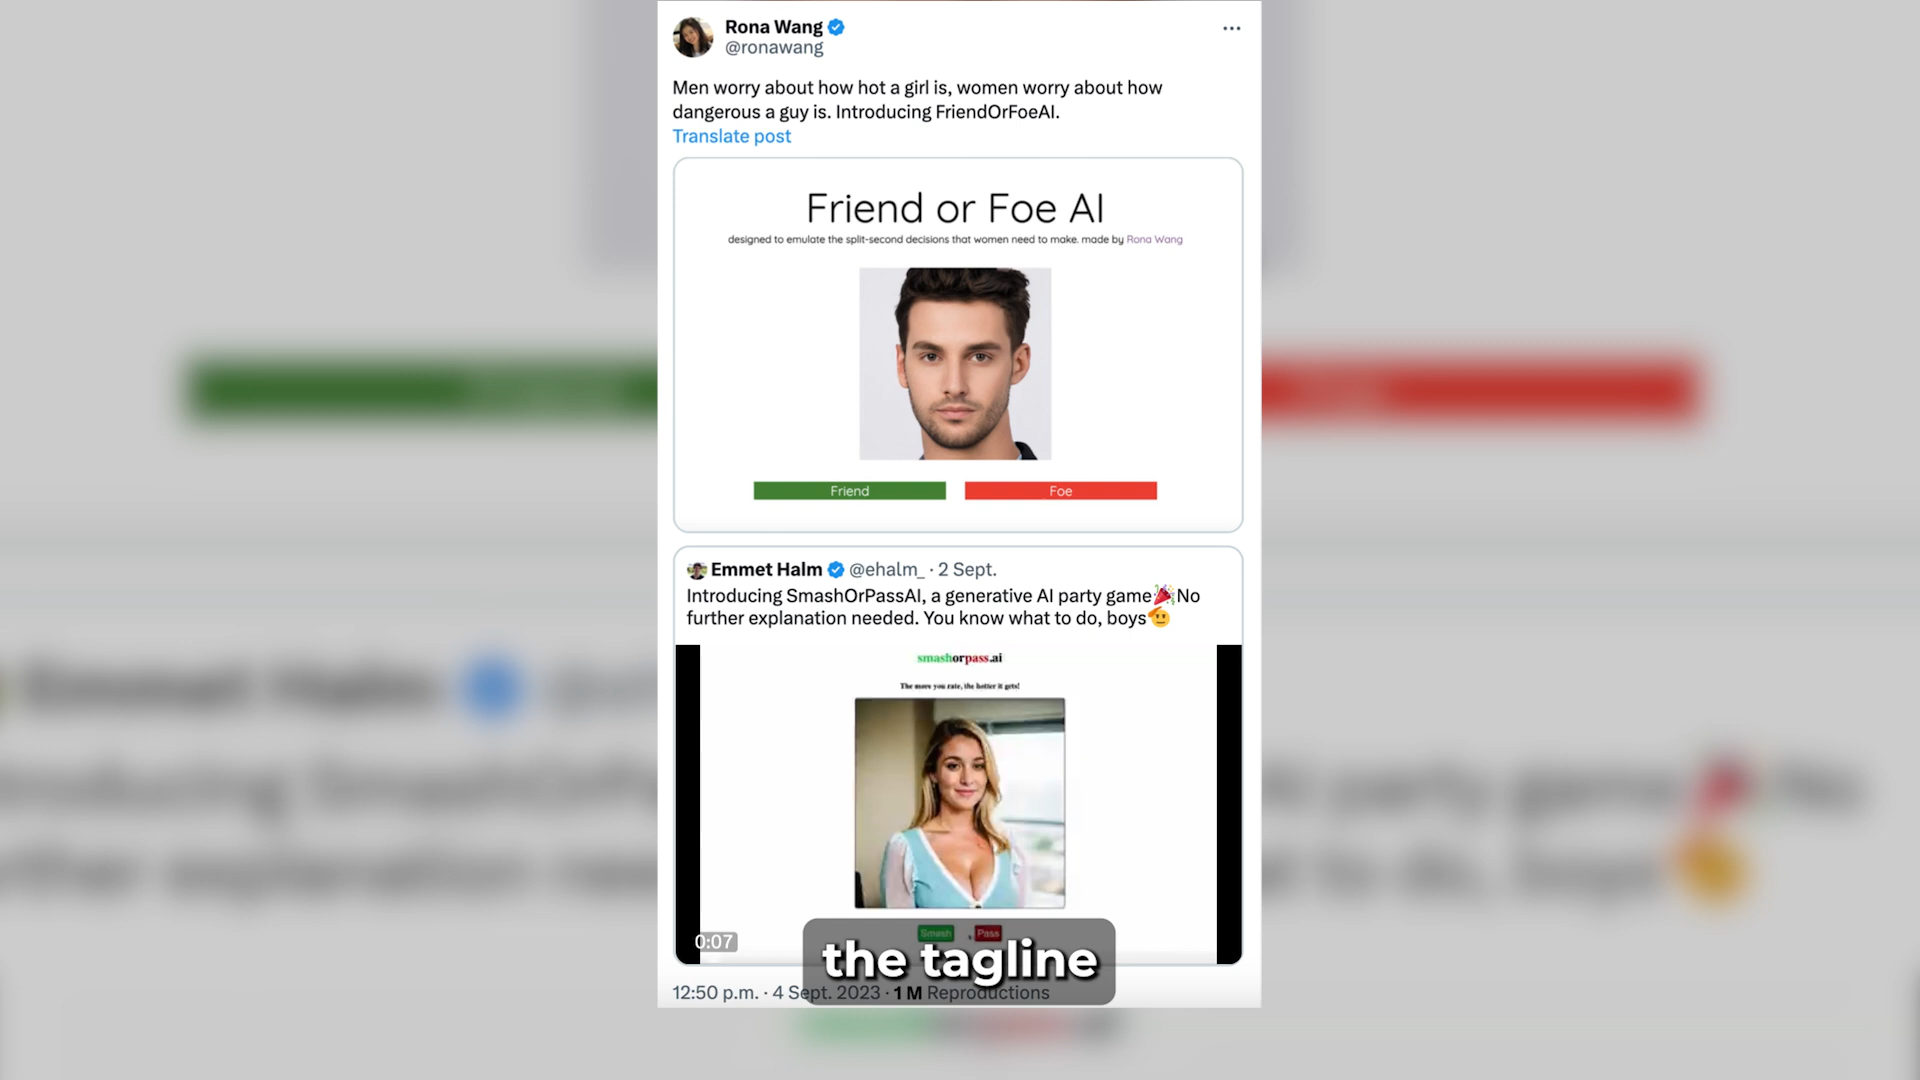 Rona Wang
@ronawang
Men worry about how hot a girl is, women worry about how
dangerous a guy is. Introducing FriendOrFoeAI.
Translate post
Friend or Foe AI
designed to emulate the split-second decisions that women need to make. made by Rona Wang
Friend
Foe
Emmet Halm @ehalm_ · 2 Sept.
Introducing SmashOrPassAI, a generative AI party game🎉No
further explanation needed. You know what to do, boys🫡
smashorpass.ai
The more you rate, the hotter it gets!
Smash
Pass
0:07
the tagline
12:50 p.m. · 4 Sept. 2023 · 1 M Reproductions